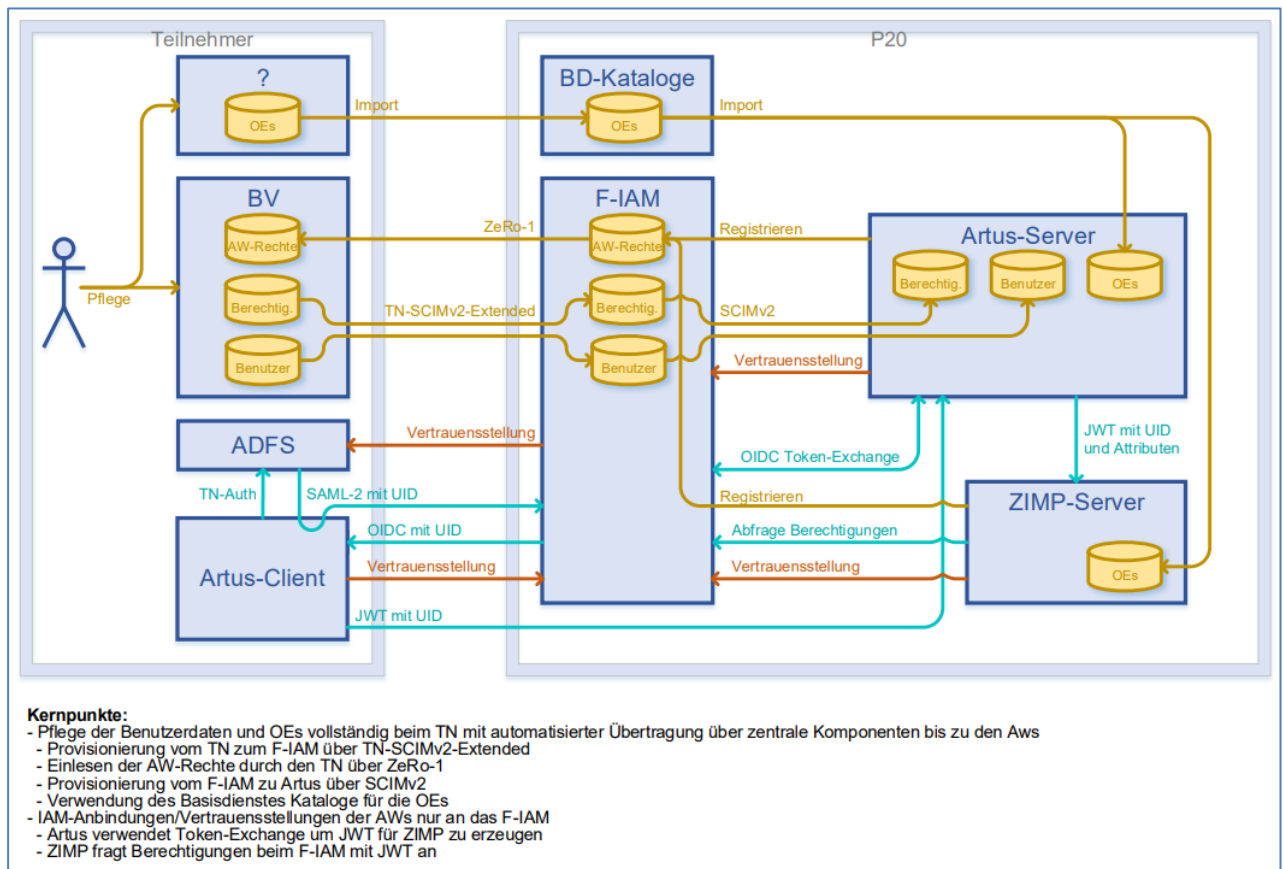 Teilnehmer
P20
?
OEs
Import
BD-Kataloge
OEs
Import
BV
AW-Rechte
Berechtig.
Benutzer
Pflege
ZeRo-1
TN-SCIMv2-Extended
F-IAM
AW-Rechte
Berechtig.
Benutzer
Registrieren
SCIMv2
Vertrauensstellung
Artus-Server
Berechtig.
Benutzer
OEs
ADFS
Vertrauensstellung
TN-Auth
SAML-2 mit UID
OIDC mit UID
Artus-Client
Vertrauensstellung
JWT mit UID
OIDC Token-Exchange
JWT mit UID
und Attributen
Registrieren
Abfrage Berechtigungen
Vertrauensstellung
ZIMP-Server
OEs
Kernpunkte:
- Pflege der Benutzerdaten und OEs vollständig beim TN mit automatisierter Übertragung über zentrale Komponenten bis zu den Aws
- Provisionierung vom TN zum F-IAM über TN-SCIMv2-Extended
- Einlesen der AW-Rechte durch den TN über ZeRo-1
- Provisionierung vom F-IAM zu Artus über SCIMv2
- Verwendung des Basisdienstes Kataloge für die OEs
- IAM-Anbindungen/Vertrauensstellungen der AWs nur an das F-IAM
- Artus verwendet Token-Exchange um JWT für ZIMP zu erzeugen
- ZIMP fragt Berechtigungen beim F-IAM mit JWT an